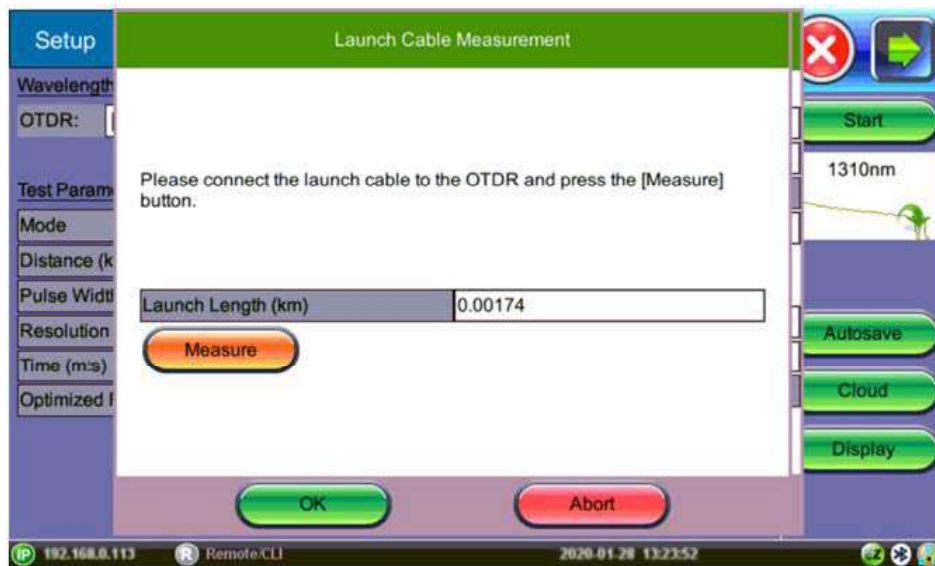 Setup
Launch Cable Measurement
Wavelength
OTDR:
Start
1310nm
Test Param
Please connect the launch cable to the OTDR and press the [Measure]
button.
Mode
Distance (k
Pulse Widt
Launch Length (km) 0.00174
Resolution
Measure
Autosave
Time (m:s)
Optimized
Cloud
Display
OK
Abort
IP 192.168.0.113 R Remote/CLI 2020-01-28 13:23:52